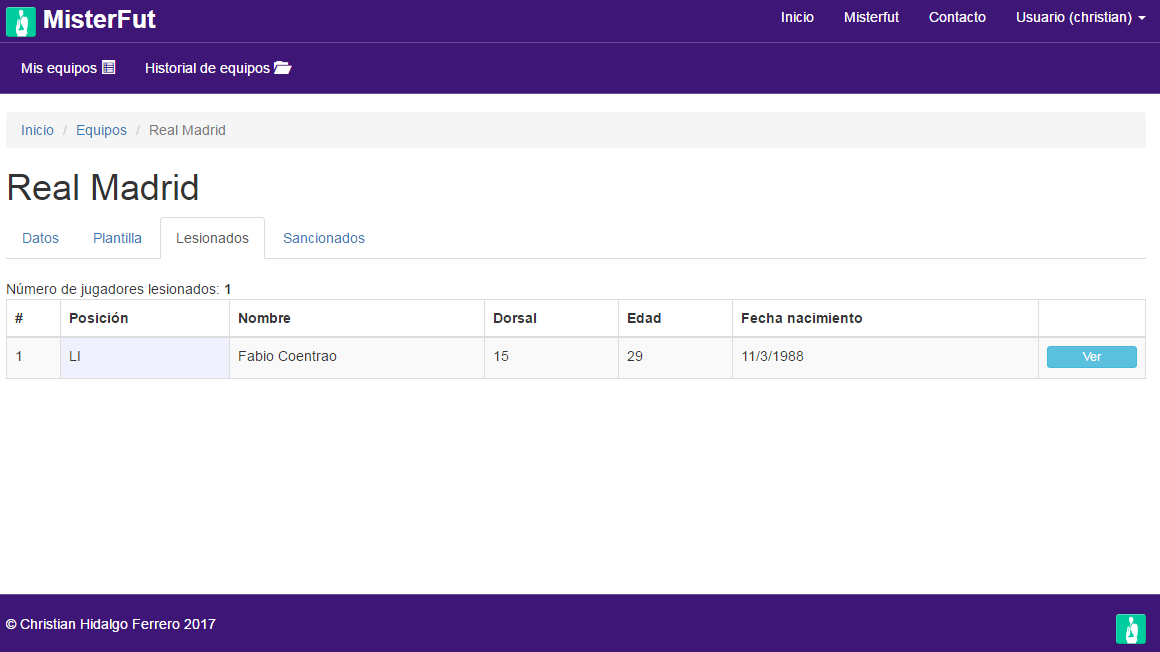 MisterFut
Inicio Misterfut Contacto Usuario (christian)
Mis equipos Historial de equipos
Inicio / Equipos / Real Madrid
Real Madrid
Datos Plantilla Lesionados Sancionados
Número de jugadores lesionados: 1
# Posición Nombre Dorsal Edad Fecha nacimiento
1 LI Fabio Coentrao 15 29 11/3/1988 Ver
© Christian Hidalgo Ferrero 2017